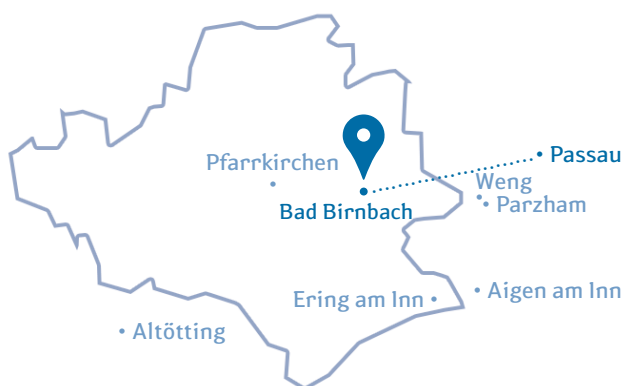 Passau
Pfarrkirchen
Weng
Bad Birnbach
Parzham
Aigen am Inn
Ering am Inn
Altötting